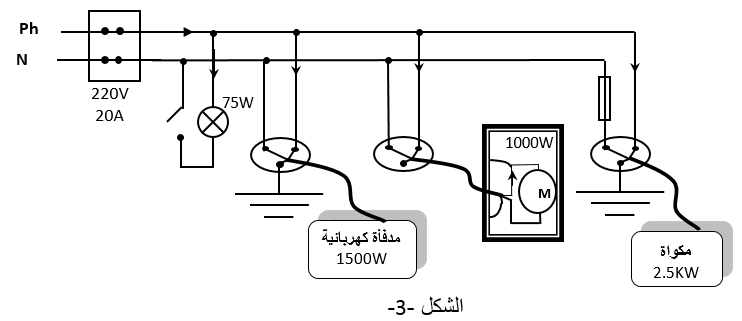 Ph
N
220V
20A
75W
1000W
M
مدفأة كهربائية
1500W
مكواة
2.5KW
الشكل -3-